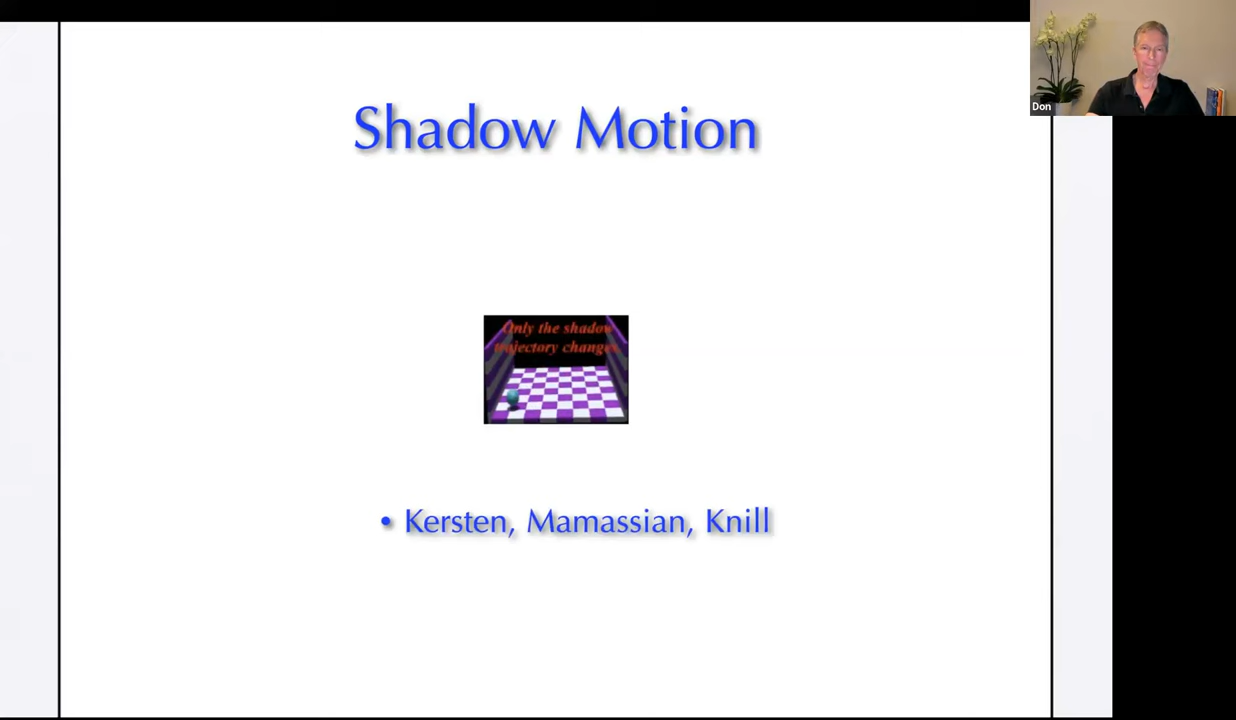 Don
Shadow Motion
Only the shadow
trajectory changes
• Kersten, Mamassian, Knill